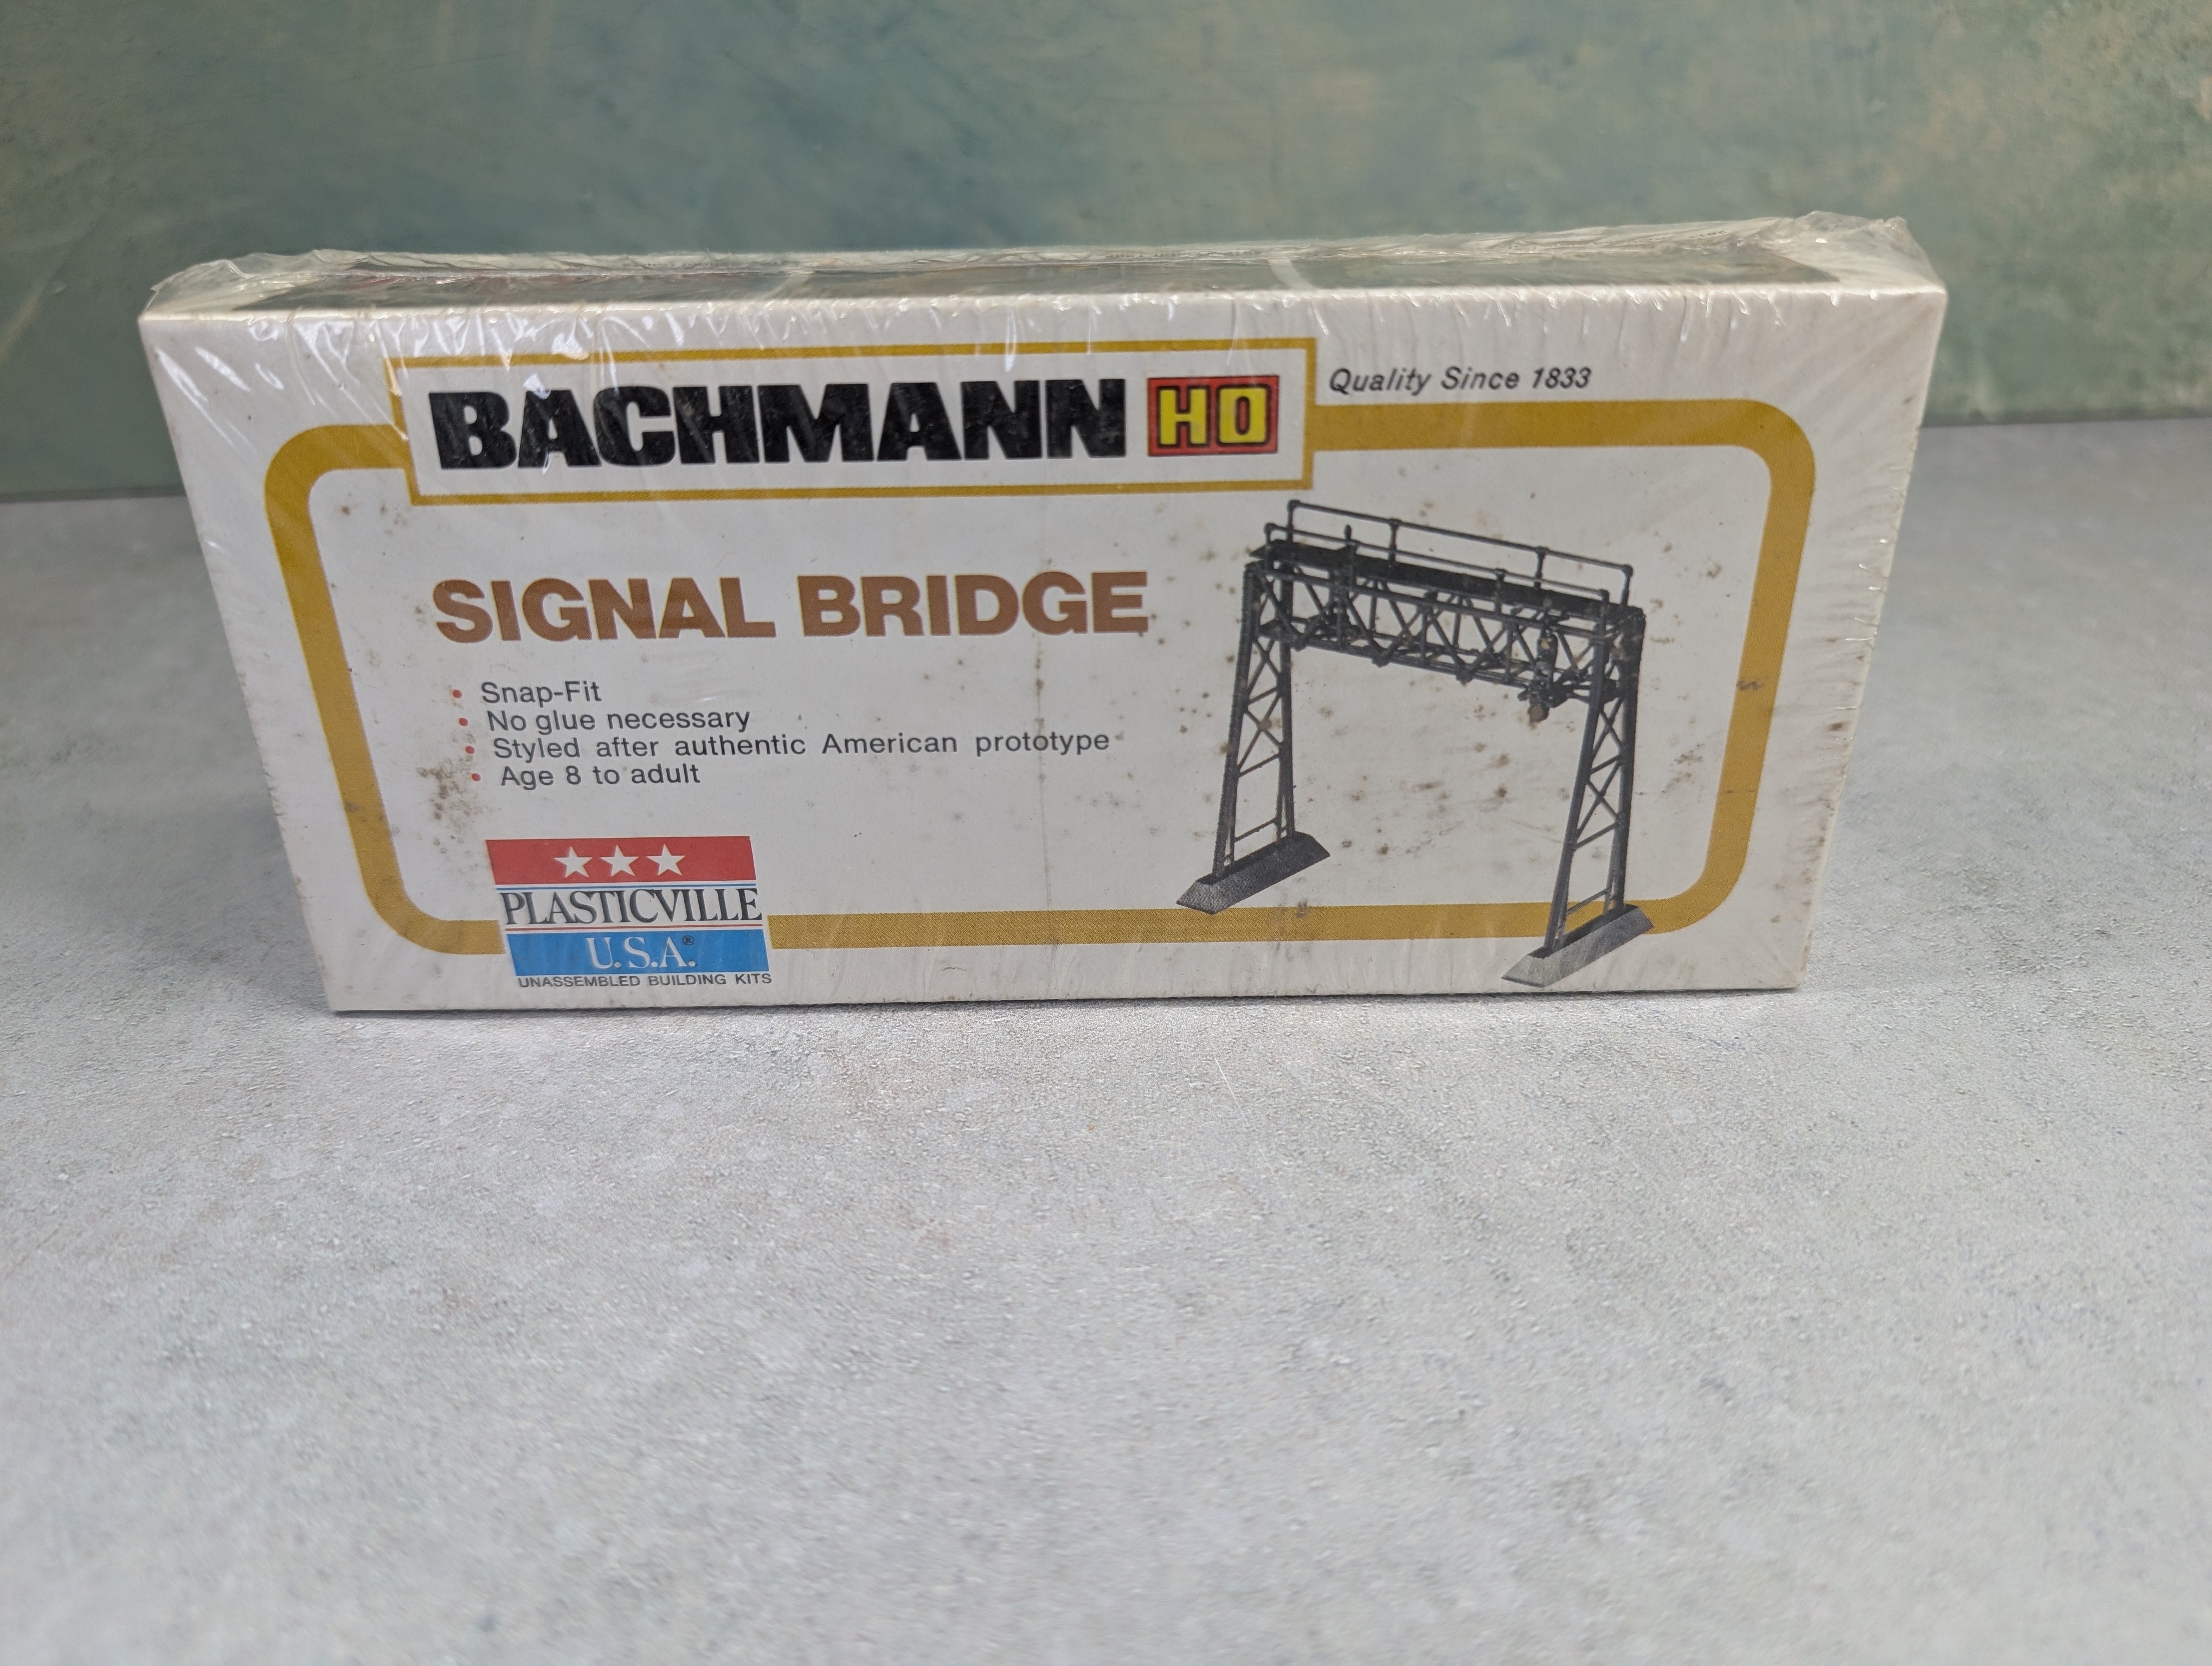 BACHMANN HO
Quality Since 1833
SIGNAL BRIDGE
• Snap-Fit
• No glue necessary
• Styled after authentic American prototype
• Age 8 to adult
PLASTICVILLE
U.S.A.®
UNASSEMBLED BUILDING KITS